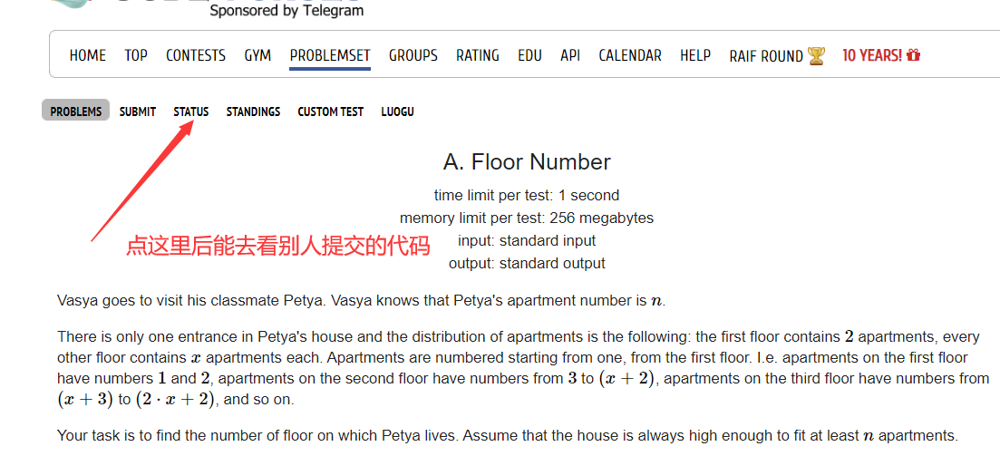 Sponsored by Telegram
HOME TOP CONTESTS GYM PROBLEMSET GROUPS RATING EDU API CALENDAR HELP RAIF ROUND 10 YEARS!
PROBLEMS SUBMIT STATUS STANDINGS CUSTOM TEST LUOGU
A. Floor Number
time limit per test: 1 second
memory limit per test: 256 megabytes
点这里后能去看别人提交的代码
input: standard input
output: standard output
Vasya goes to visit his classmate Petya. Vasya knows that Petya's apartment number is n.
There is only one entrance in Petya's house and the distribution of apartments is the following: the first floor contains 2 apartments, every
other floor contains x apartments each. Apartments are numbered starting from one, from the first floor. I.e. apartments on the first floor
have numbers 1 and 2, apartments on the second floor have numbers from 3 to (x + 2), apartments on the third floor have numbers from
(x + 3) to (2 · x + 2), and so on.
Your task is to find the number of floor on which Petya lives. Assume that the house is always high enough to fit at least n apartments.